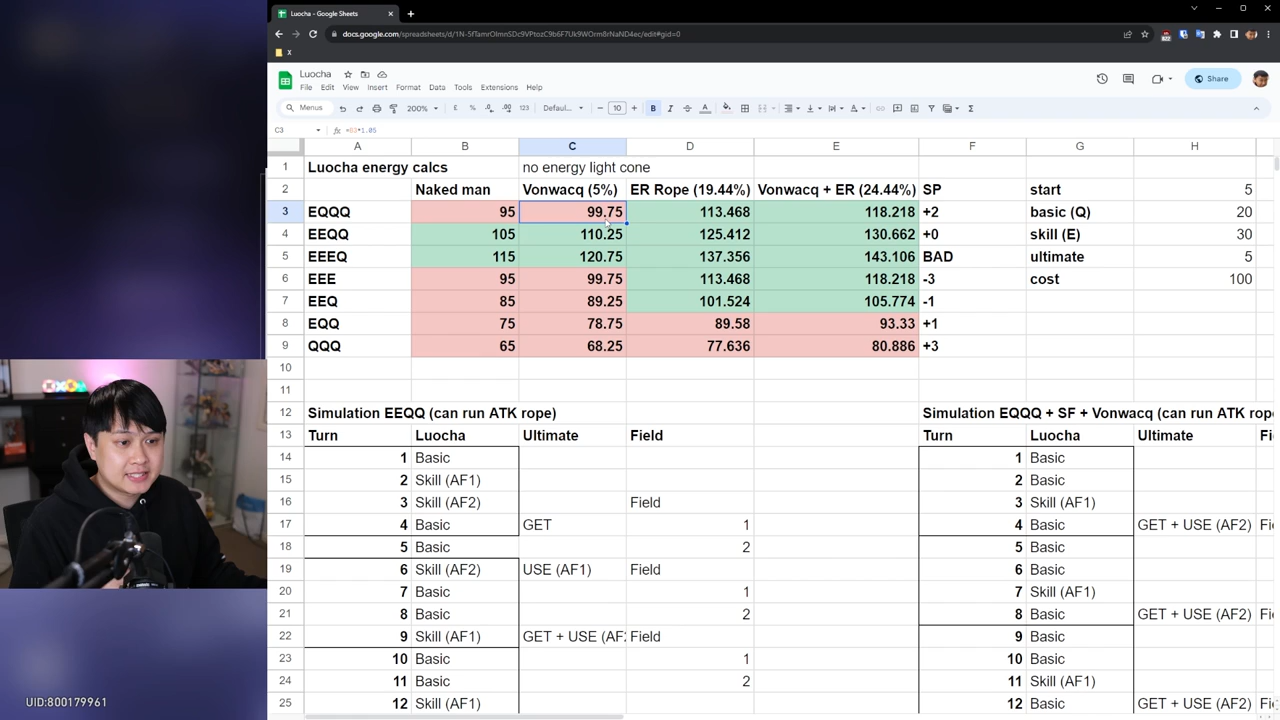 Luocha - Google Sheets
docs.google.com/spreadsheets/d/
X
Luocha
File Edit View Insert Format Data Tools Extensions Help
Share
Menus 200% £ % .0 .00 123 Defaul... 10 B I A
C3 fx =B3*1.05
A B C D E F G H
1 Luocha energy calcs no energy light cone
2 Naked man Vonwacq (5%) ER Rope (19.44%) Vonwacq + ER (24.44%) SP start 5
3 EQQQ 95 99.75 113.468 118.218 +2 basic (Q) 20
4 EEQQ 105 110.25 125.412 130.662 +0 skill (E) 30
5 EEEQ 115 120.75 137.356 143.106 BAD ultimate 5
6 EEE 95 99.75 113.468 118.218 -3 cost 100
7 EEQ 85 89.25 101.524 105.774 -1
8 EQQ 75 78.75 89.58 93.33 +1
9 QQQ 65 68.25 77.636 80.886 +3
10
11
12 Simulation EEQQ (can run ATK rope) Simulation EQQQ + SF + Vonwacq (can run ATK rop
13 Turn Luocha Ultimate Field Turn Luocha Ultimate Fi
14 1 Basic 1 Basic
15 2 Skill (AF1) 2 Basic
16 3 Skill (AF2) Field 3 Skill (AF1)
17 4 Basic GET 1 4 Basic GET + USE (AF2) Fi
18 5 Basic 2 5 Basic
19 6 Skill (AF2) USE (AF1) Field 6 Basic
20 7 Basic 1 7 Skill (AF1)
21 8 Basic 2 8 Basic GET + USE (AF2) Fi
22 9 Skill (AF1) GET + USE (AF Field 9 Basic
23 10 Basic 1 10 Basic
24 11 Basic 2 11 Skill (AF1)
25 12 Skill (AF1) 12 Basic GET + USE (AF2) Fi
UID:800179961